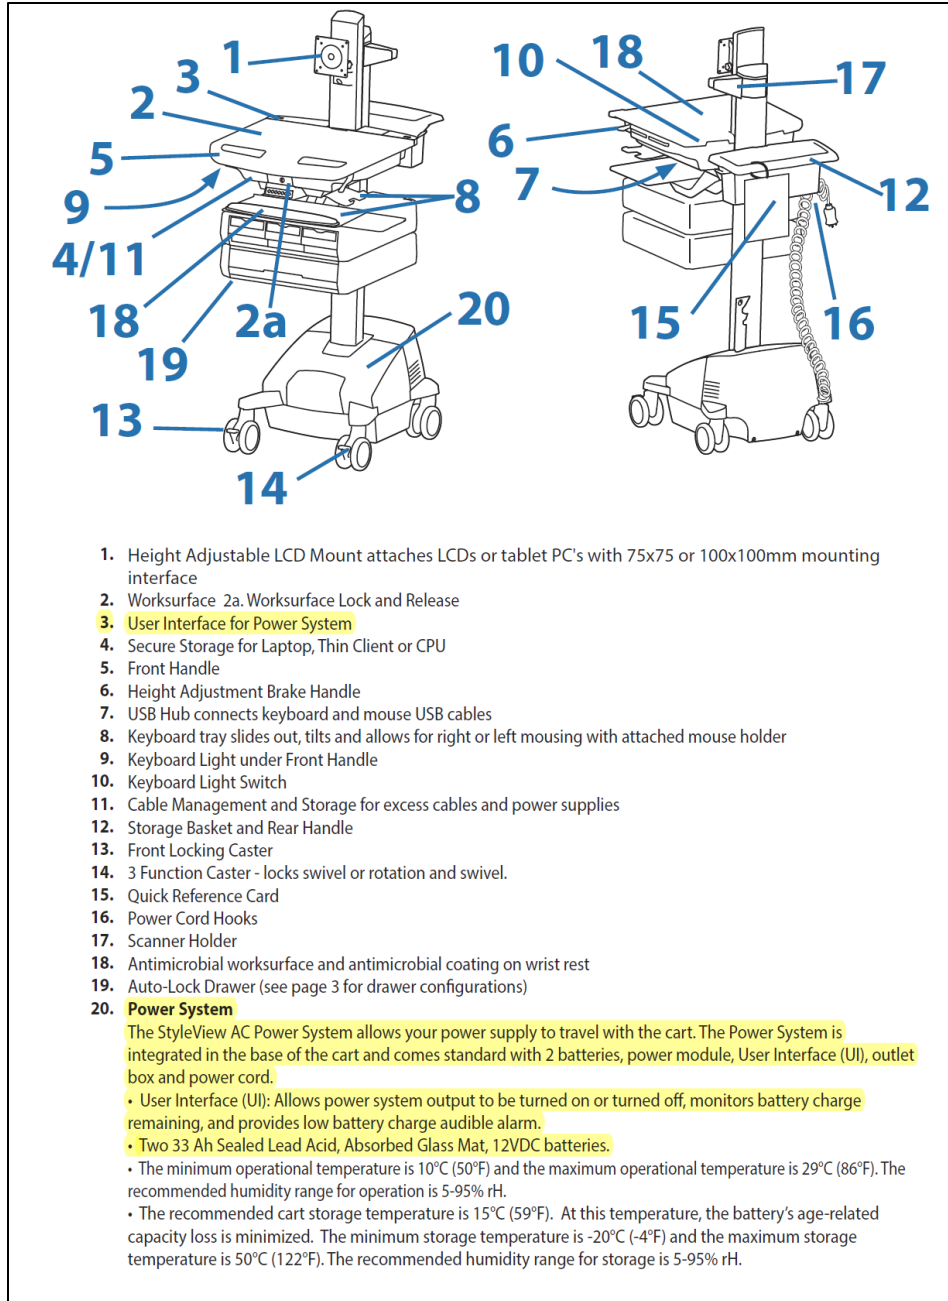 1
3
2
5
9
4/11
18
19
2a
8
20
13
14
10
18
17
6
7
12
15
16
1. Height Adjustable LCD Mount attaches LCDs or tablet PC's with 75x75 or 100x100mm mounting
interface
2. Worksurface 2a. Worksurface Lock and Release
3. User Interface for Power System
4. Secure Storage for Laptop, Thin Client or CPU
5. Front Handle
6. Height Adjustment Brake Handle
7. USB Hub connects keyboard and mouse USB cables
8. Keyboard tray slides out, tilts and allows for right or left mousing with attached mouse holder
9. Keyboard Light under Front Handle
10. Keyboard Light Switch
11. Cable Management and Storage for excess cables and power supplies
12. Storage Basket and Rear Handle
13. Front Locking Caster
14. 3 Function Caster - locks swivel or rotation and swivel.
15. Quick Reference Card
16. Power Cord Hooks
17. Scanner Holder
18. Antimicrobial worksurface and antimicrobial coating on wrist rest
19. Auto-Lock Drawer (see page 3 for drawer configurations)
20. Power System
The StyleView AC Power System allows your power supply to travel with the cart. The Power System is
integrated in the base of the cart and comes standard with 2 batteries, power module, User Interface (UI), outlet
box and power cord.
• User Interface (UI): Allows power system output to be turned on or turned off, monitors battery charge
remaining, and provides low battery charge audible alarm.
• Two 33 Ah Sealed Lead Acid, Absorbed Glass Mat, 12VDC batteries.
• The minimum operational temperature is 10°C (50°F) and the maximum operational temperature is 29°C (86°F). The
recommended humidity range for operation is 5-95% rH.
• The recommended cart storage temperature is 15°C (59°F). At this temperature, the battery's age-related
capacity loss is minimized. The minimum storage temperature is -20°C (-4°F) and the maximum storage
temperature is 50°C (122°F). The recommended humidity range for storage is 5-95% rH.